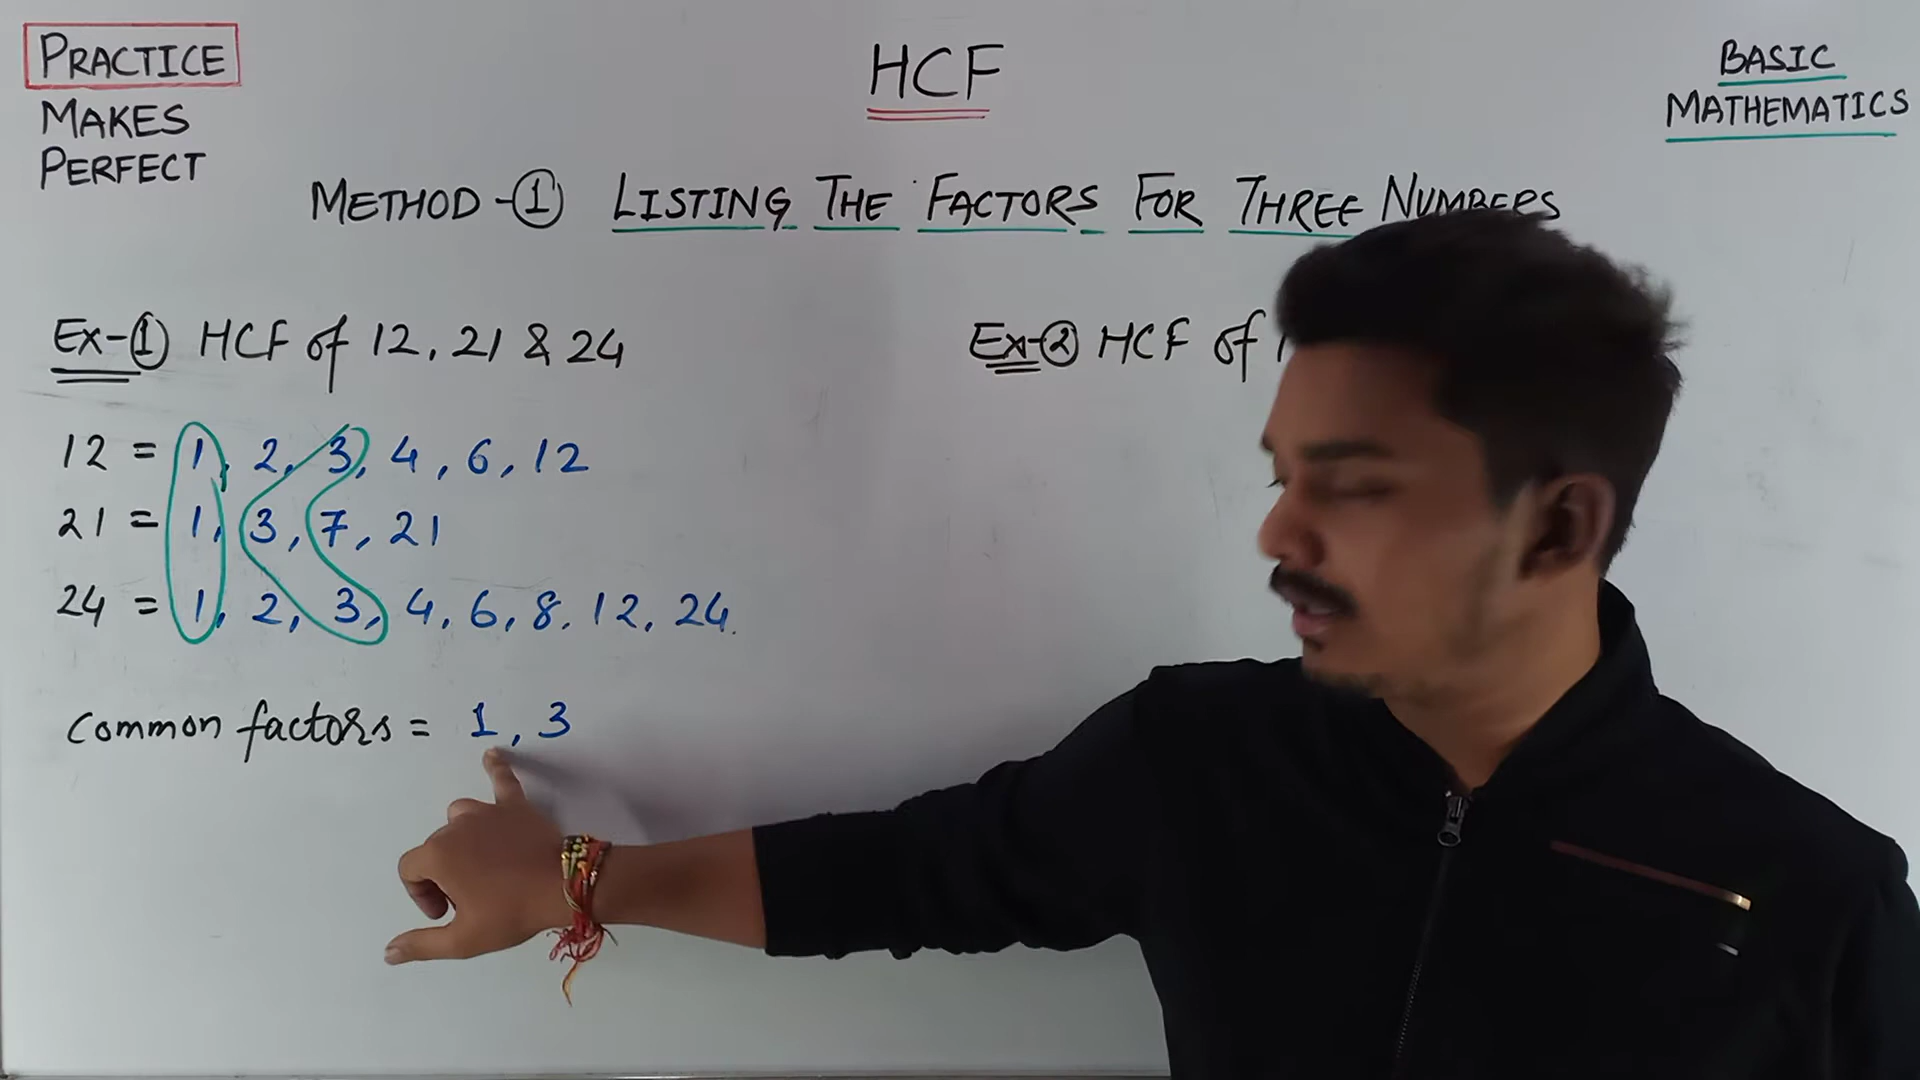 PRACTICE
MAKES
PERFECT
HCF
BASIC
MATHEMATICS
METHOD-① LISTING THE FACTORS FOR THREE NUMBERS
Ex-① HCF of 12, 21 & 24
12 = 1, 2, 3, 4, 6, 12
21 = 1, 3, 7, 21
24 = 1, 2, 3, 4, 6, 8, 12, 24.
Common factors = 1, 3
Ex-② HCF of